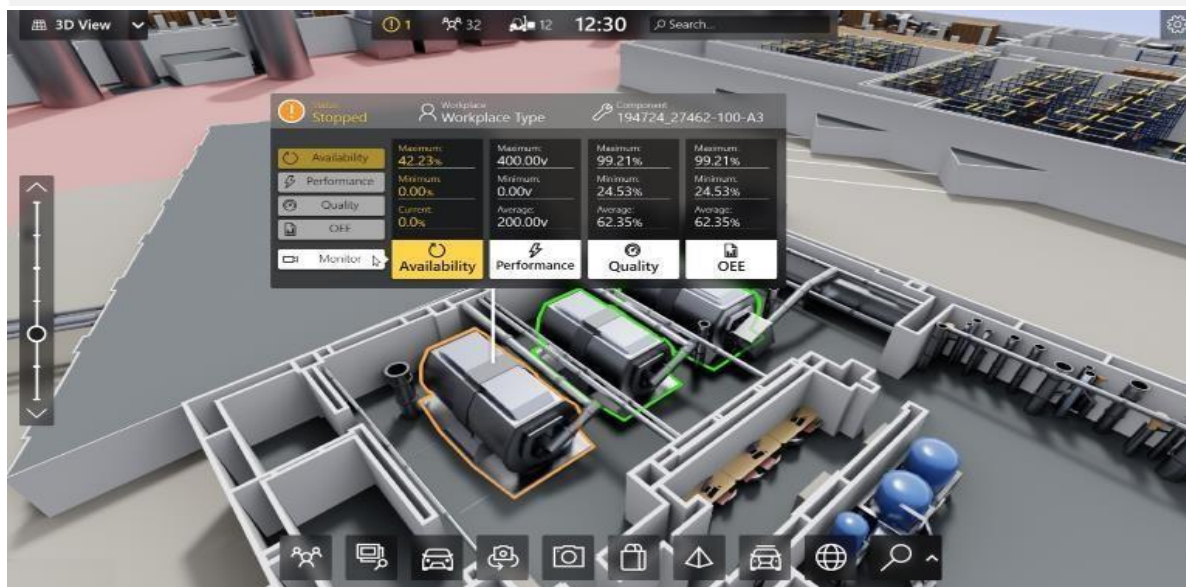 3D View
1
32
12
12:30
Search...
Status:
Stopped
Workplace
Workplace Type
Component
194724_27462-100-A3
Availability
Performance
Quality
OEE
Monitor
Maximum:
42.23%
Minimum:
0.00%
Current:
0.0%
Availability
Maximum:
400.00v
Minimum:
0.00v
Average:
200.00v
Performance
Maximum:
99.21%
Minimum:
24.53%
Average:
62.35%
Quality
Maximum:
99.21%
Minimum:
24.53%
Average:
62.35%
OEE